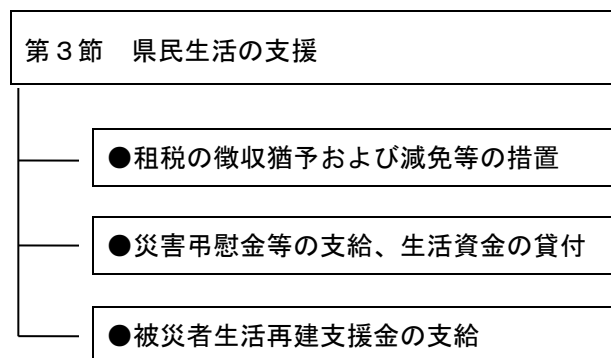 第３節　県民生活の支援
●租税の徴収猶予および減免等の措置
●災害弔慰金等の支給、生活資金の貸付
●被災者生活再建支援金の支給